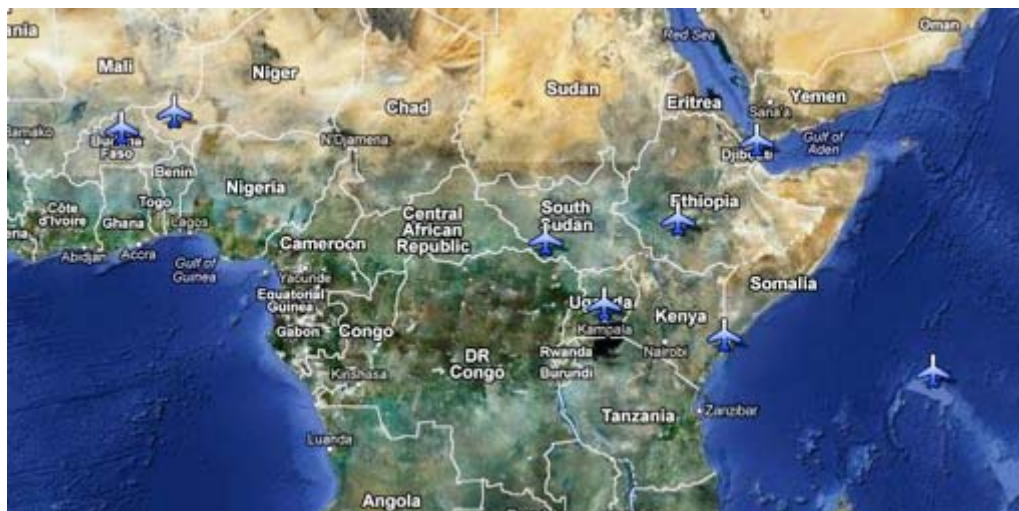 Oman
Red Sea
Mali
Niger
Sudan
Eritrea
Yemen
Sana'a
Chad
Bamako
Burkina
Faso
N'Djamena
Djibouti
Gulf of
Aden
Benin
Nigeria
Togo
Ethiopia
Côte
d'Ivoire
Ghana
Lagos
Central
African
Republic
South
Sudan
Abidjan
Accra
Cameroon
Gulf of
Guinea
Yaounde
Somalia
Equatorial
Guinea
Uganda
Kampala
Kenya
Gabon
Congo
Nairobi
DR
Congo
Rwanda
Burundi
Kinshasa
Tanzania
Zanzibar
Luanda
Angola